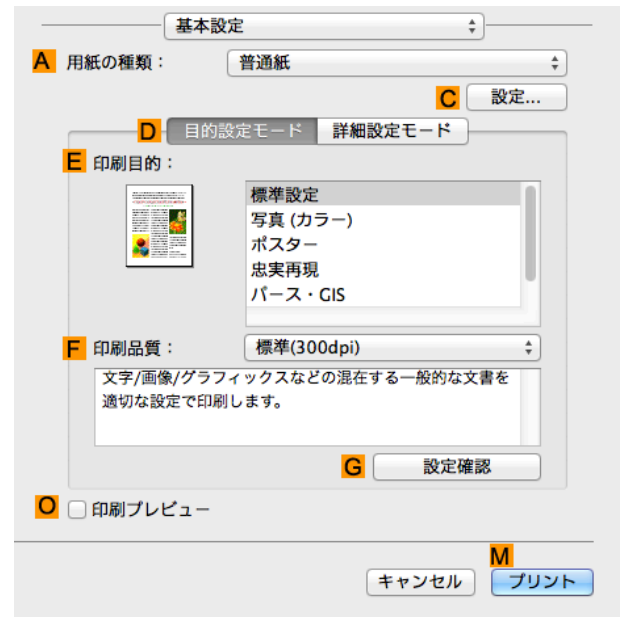 基本設定
A 用紙の種類： 普通紙
C 設定...
D 目的設定モード 詳細設定モード
E 印刷目的：
標準設定
写真 (カラー)
ポスター
忠実再現
パース・GIS
F 印刷品質： 標準(300dpi)
文字/画像/グラフィックスなどの混在する一般的な文書を
適切な設定で印刷します。
G 設定確認
O 印刷プレビュー
M
キャンセル プリント